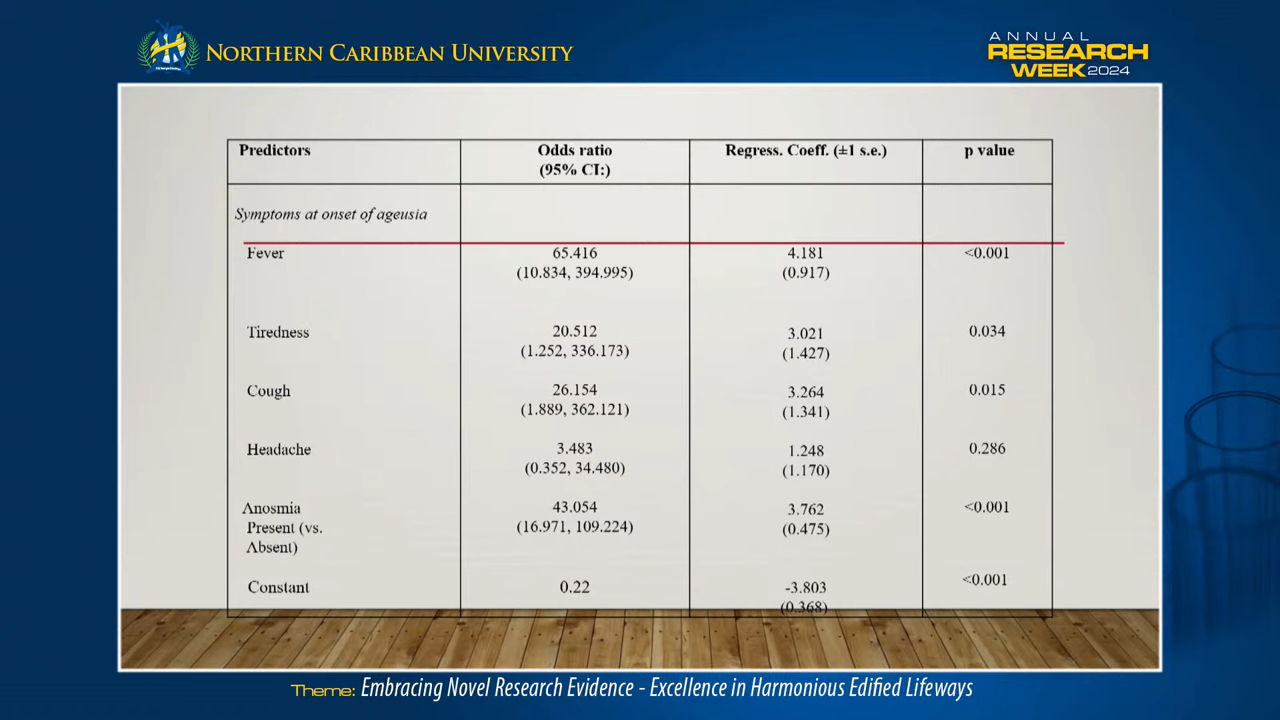 NORTHERN CARIBBEAN UNIVERSITY
ANNUAL
RESEARCH
WEEK 2024
Predictors
Odds ratio
(95% CI:)
Regress. Coeff. (±1 s.e.)
p value
Symptoms at onset of ageusia
Fever
65.416
(10.834, 394.995)
4.181
(0.917)
<0.001
Tiredness
20.512
(1.252, 336.173)
3.021
(1.427)
0.034
Cough
26.154
(1.889, 362.121)
3.264
(1.341)
0.015
Headache
3.483
(0.352, 34.480)
1.248
(1.170)
0.286
Anosmia
Present (vs.
Absent)
43.054
(16.971, 109.224)
3.762
(0.475)
<0.001
Constant
0.22
-3.803
(0.368)
<0.001
Theme: Embracing Novel Research Evidence - Excellence in Harmonious Edified Lifeways